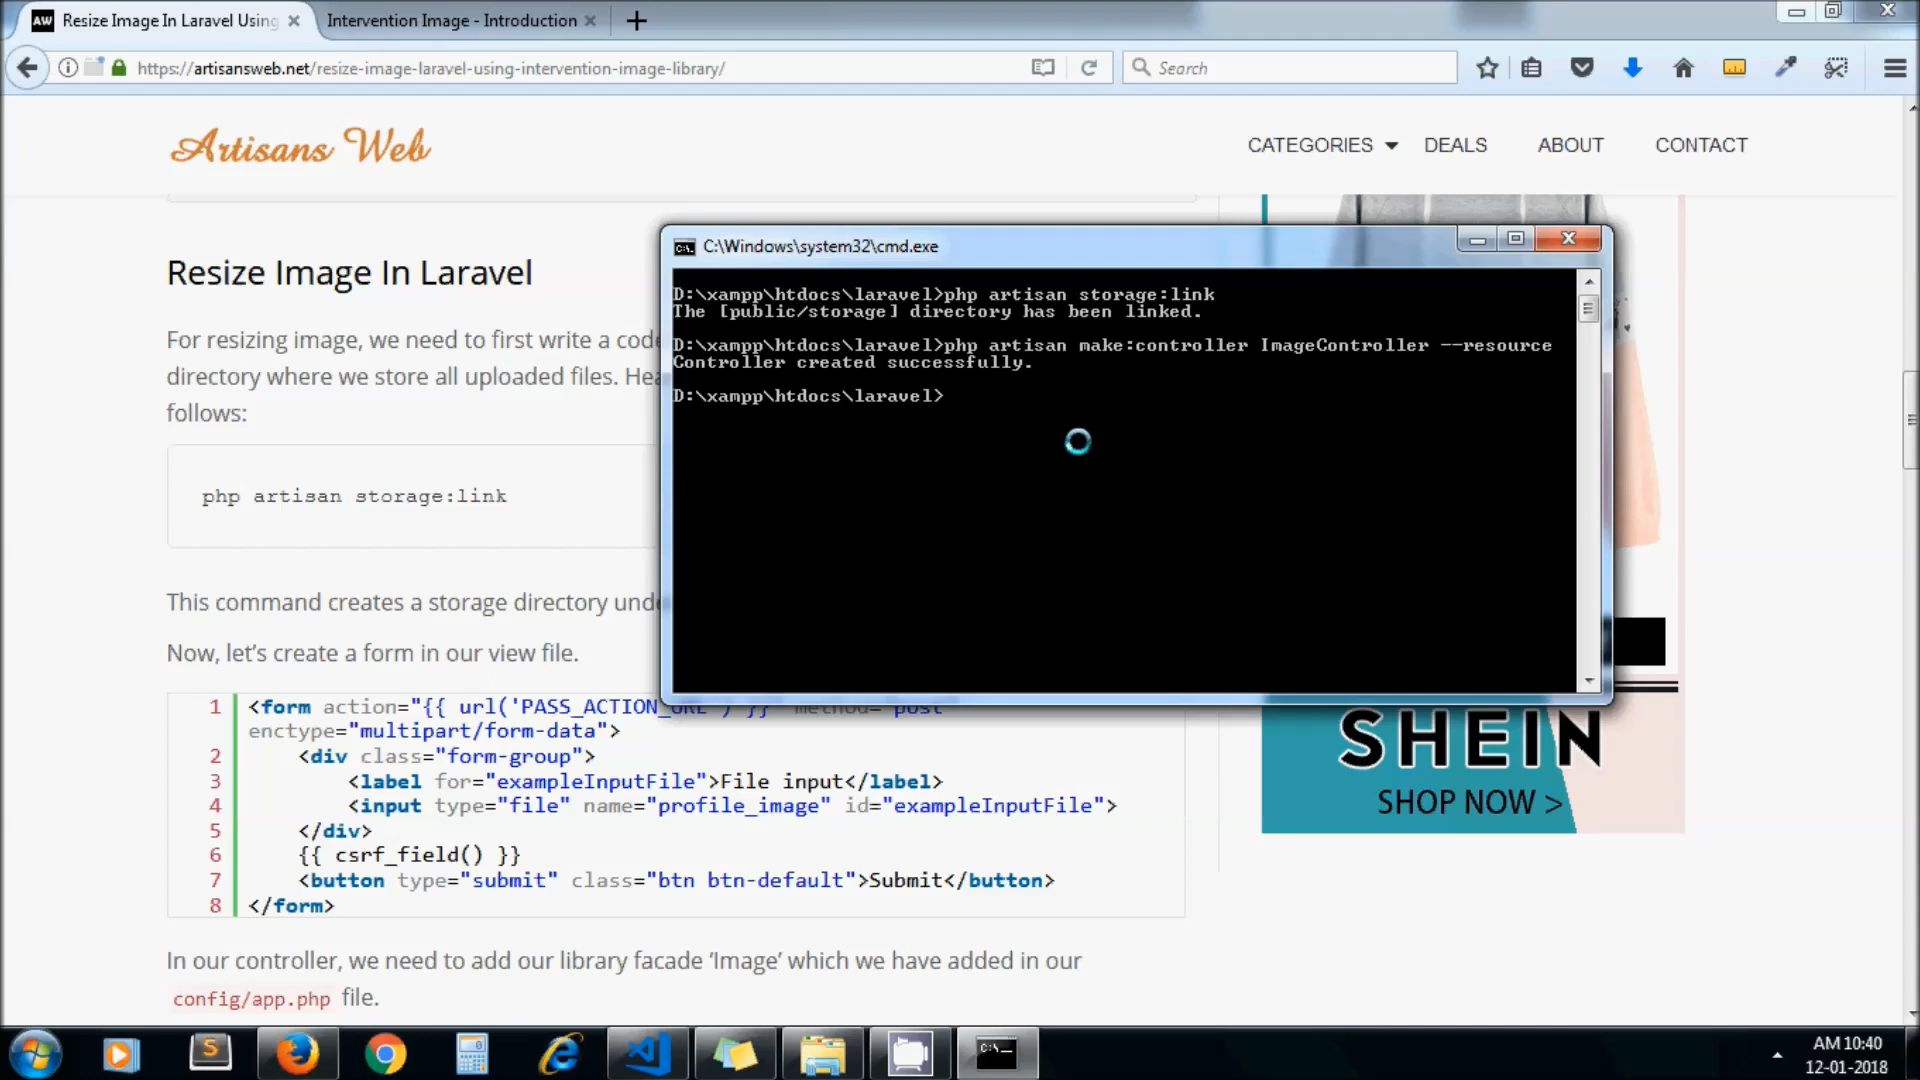 AW Resize Image In Laravel Using
Intervention Image - Introduction
https://artisansweb.net/resize-image-laravel-using-intervention-image-library/
Search
Artisans Web
CATEGORIES DEALS ABOUT CONTACT
Resize Image In Laravel
For resizing image, we need to first write a code
directory where we store all uploaded files.
follows:
php artisan storage:link
This command creates a storage directory
Now, let’s create a form in our view file.
1 <form action="{{ url('PASS_ACTION_URL') }}" method="post"
enctype="multipart/form-data">
2 <div class="form-group">
3 <label for="exampleInputFile">File input</label>
4 <input type="file" name="profile_image" id="exampleInputFile">
5 </div>
6 {{ csrf_field() }}
7 <button type="submit" class="btn btn-default">Submit</button>
8 </form>
In our controller, we need to add our library facade ‘Image’ which we have added in our
config/app.php file.
C:\Windows\system32\cmd.exe
D:\xampp\htdocs\laravel>php artisan storage:link
The [public/storage] directory has been linked.
D:\xampp\htdocs\laravel>php artisan make:controller ImageController --resource
Controller created successfully.
D:\xampp\htdocs\laravel>
SHEIN
SHOP NOW >
AM 10:40
12-01-2018